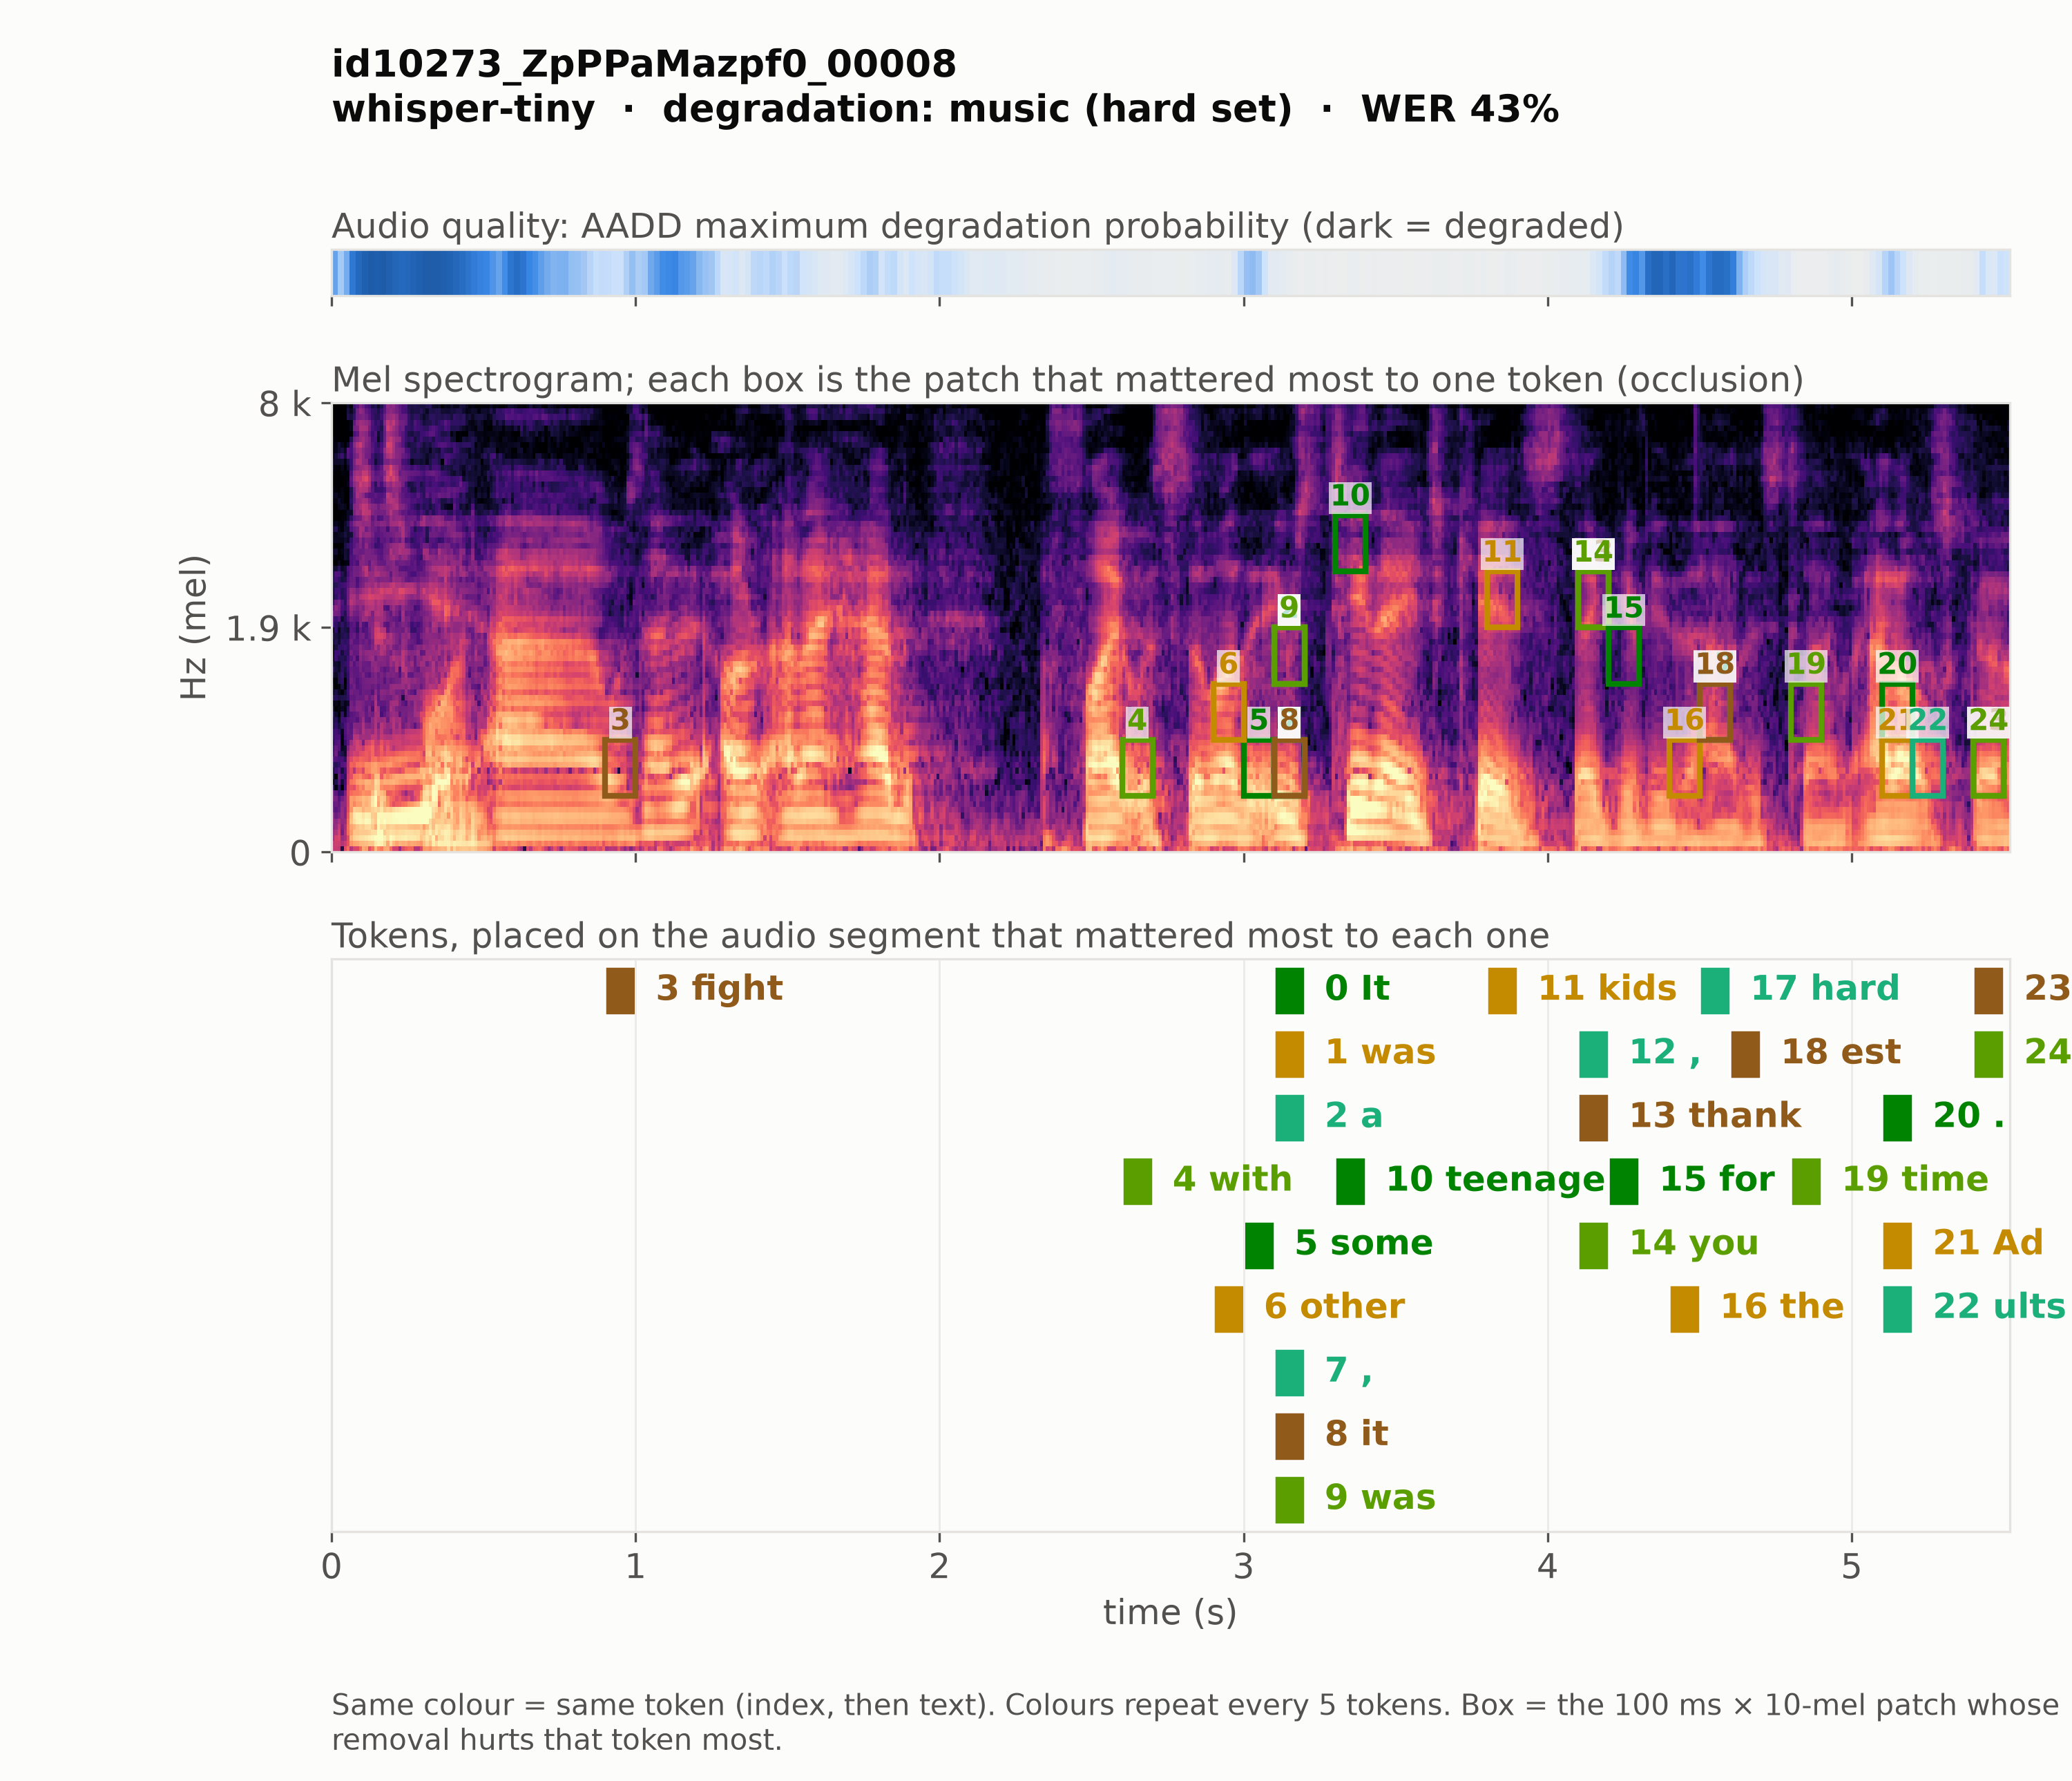 id10273_ZpPPaMazpf0_00008
whisper-tiny · degradation: music (hard set) · WER 43%
Audio quality: AADD maximum degradation probability (dark = degraded)
Mel spectrogram; each box is the patch that mattered most to one token (occlusion)
8 k
1.9 k
0
Hz (mel)
10
11 14
9 15
6 18 19 20
3 4 5 8 16 21 22 24
Tokens, placed on the audio segment that mattered most to each one
3 fight 0 It 11 kids 17 hard 23
1 was 12 , 18 est 24
2 a 13 thank 20 .
4 with 10 teenage 15 for 19 time
5 some 14 you 21 Ad
6 other 16 the 22 ults
7 ,
8 it
9 was
0 1 2 3 4 5
time (s)
Same colour = same token (index, then text). Colours repeat every 5 tokens. Box = the 100 ms × 10-mel patch whose
removal hurts that token most.